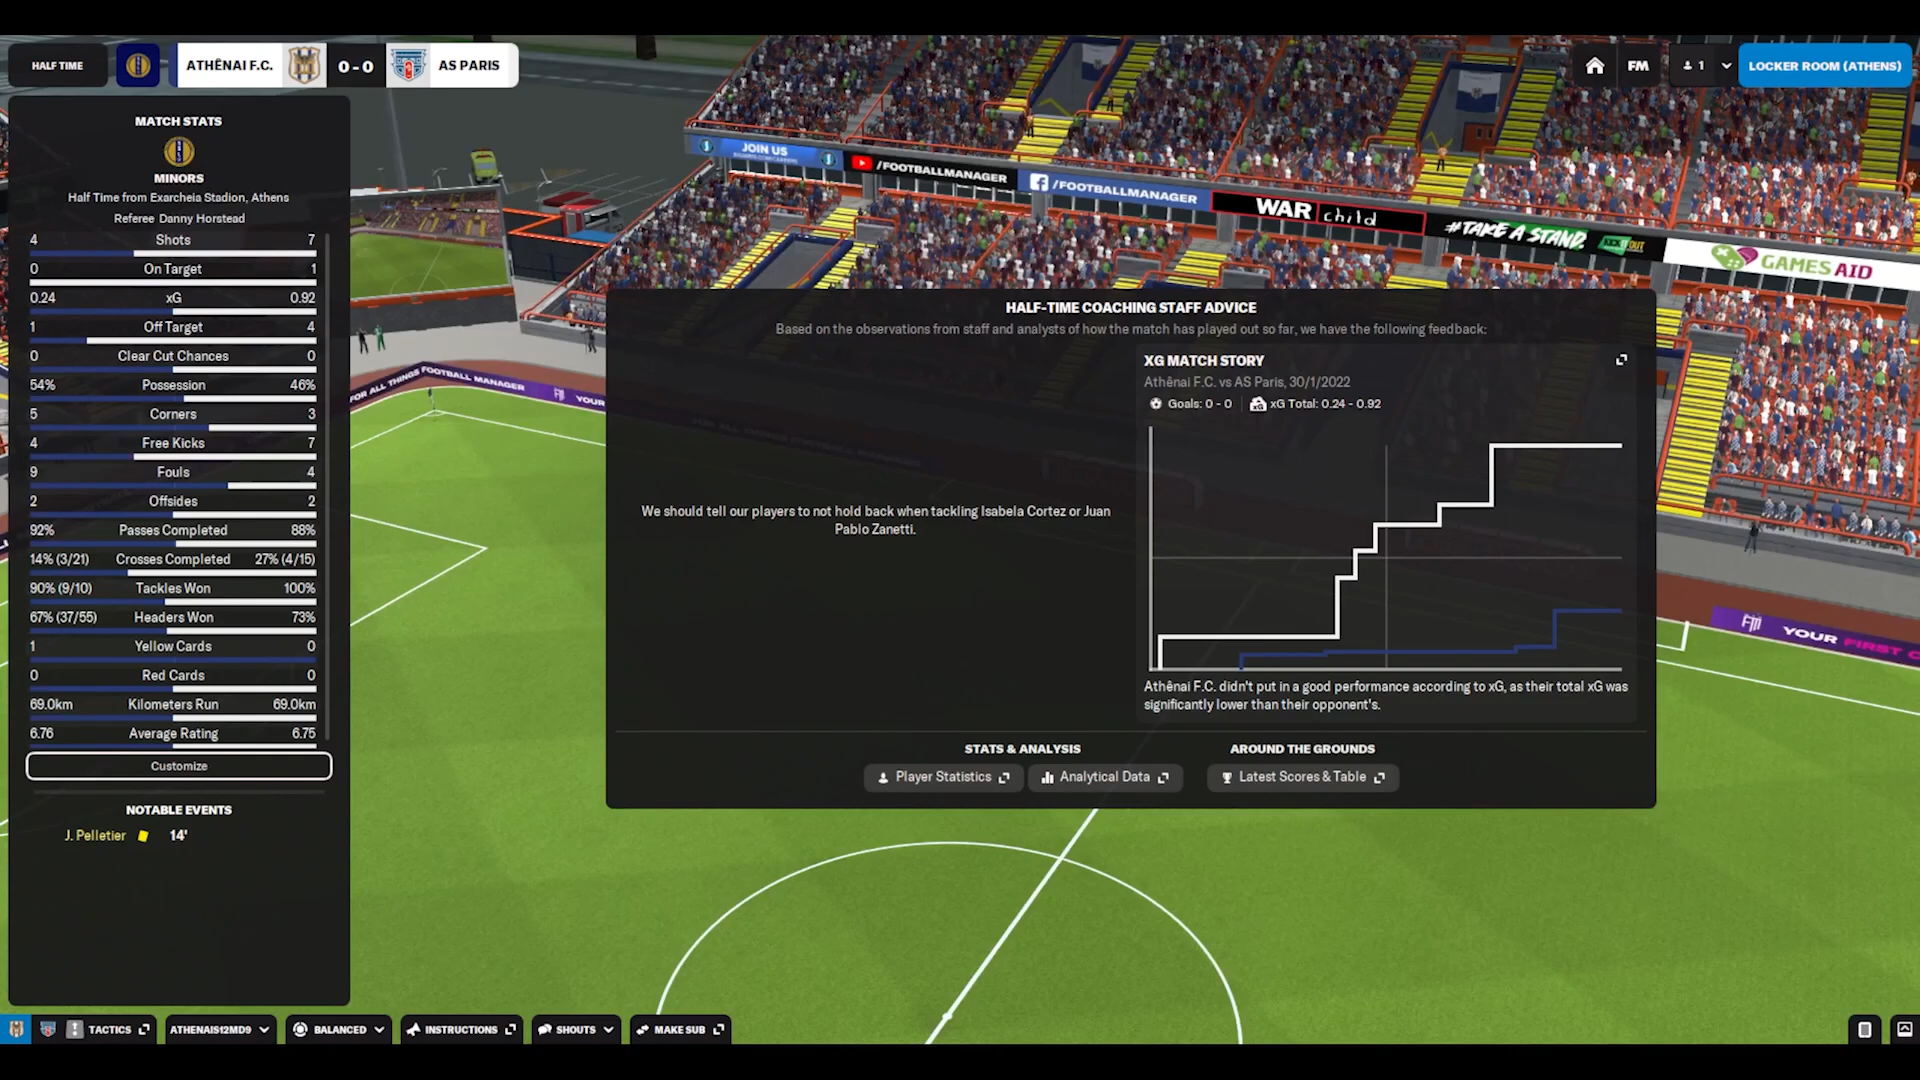 HALF TIME
ATHÊNAI F.C.
0 - 0
AS PARIS
FM
1
LOCKER ROOM (ATHENS)
MATCH STATS
MINORS
Half Time from Exarcheia Stadion, Athens
Referee Danny Horstead
4 Shots 7
0 On Target 1
0.24 xG 0.92
1 Off Target 4
0 Clear Cut Chances 0
54% Possession 46%
5 Corners 3
4 Free Kicks 7
9 Fouls 4
2 Offsides 2
92% Passes Completed 88%
14% (3/21) Crosses Completed 27% (4/15)
90% (9/10) Tackles Won 100%
67% (37/55) Headers Won 73%
1 Yellow Cards 0
0 Red Cards 0
69.0km Kilometers Run 69.0km
6.76 Average Rating 6.75
Customize
NOTABLE EVENTS
J. Pelletier 14'
JOIN US
/FOOTBALLMANAGER
/FOOTBALLMANAGER
WAR child
#TAKE A STAND.
KICK IT OUT
GAMES AID
FOR ALL THINGS FOOTBALL MANAGER
YOUR
YOUR FIRST C
HALF-TIME COACHING STAFF ADVICE
Based on the observations from staff and analysts of how the match has played out so far, we have the following feedback:
We should tell our players to not hold back when tackling Isabela Cortez or Juan
Pablo Zanetti.
XG MATCH STORY
Athênai F.C. vs AS Paris, 30/1/2022
Goals: 0 - 0
xG Total: 0.24 - 0.92
Athênai F.C. didn't put in a good performance according to xG, as their total xG was
significantly lower than their opponent's.
STATS & ANALYSIS
Player Statistics
Analytical Data
AROUND THE GROUNDS
Latest Scores & Table
TACTICS
ATHENAIS12MD9
BALANCED
INSTRUCTIONS
SHOUTS
MAKE SUB